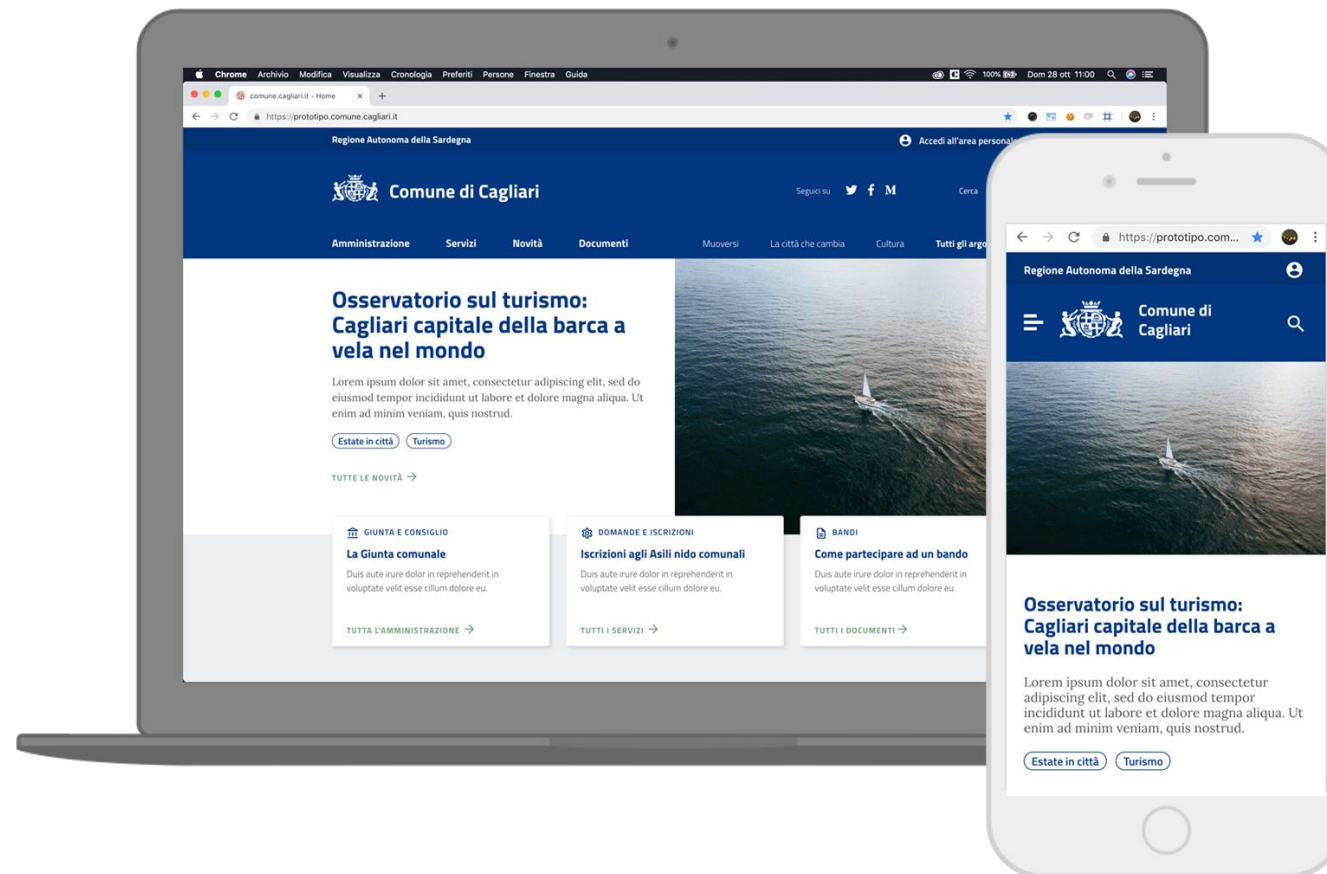 Chrome Archivio Modifica Visualizza Cronologia Preferiti Persone Finestra Guida 100% Dom 28 ott 11:00
comune.cagliari.it - Home
https://prototipo.comune.cagliari.it
Regione Autonoma della Sardegna Accedi all'area personale
Comune di Cagliari Seguici su Cerca
Amministrazione Servizi Novità Documenti Muoversi La città che cambia Cultura Tutti gli argo
Osservatorio sul turismo:
Cagliari capitale della barca a
vela nel mondo
Lorem ipsum dolor sit amet, consectetur adipiscing elit, sed do
eiusmod tempor incididunt ut labore et dolore magna aliqua. Ut
enim ad minim veniam, quis nostrud.
Estate in città Turismo
TUTTE LE NOVITÀ →
GIUNTA E CONSIGLIO
La Giunta comunale
Duis aute irure dolor in reprehenderit in
voluptate velit esse cillum dolore eu.
TUTTA L'AMMINISTRAZIONE →
DOMANDE E ISCRIZIONI
Iscrizioni agli Asili nido comunali
Duis aute irure dolor in reprehenderit in
voluptate velit esse cillum dolore eu.
TUTTI I SERVIZI →
BANDI
Come partecipare ad un bando
Duis aute irure dolor in reprehenderit in
voluptate velit esse cillum dolore eu.
TUTTI I DOCUMENTI →
https://prototipo.com...
Regione Autonoma della Sardegna
Comune di
Cagliari
Osservatorio sul turismo:
Cagliari capitale della barca a
vela nel mondo
Lorem ipsum dolor sit amet, consectetur
adipiscing elit, sed do eiusmod tempor
incididunt ut labore et dolore magna aliqua. Ut
enim ad minim veniam, quis nostrud.
Estate in città Turismo